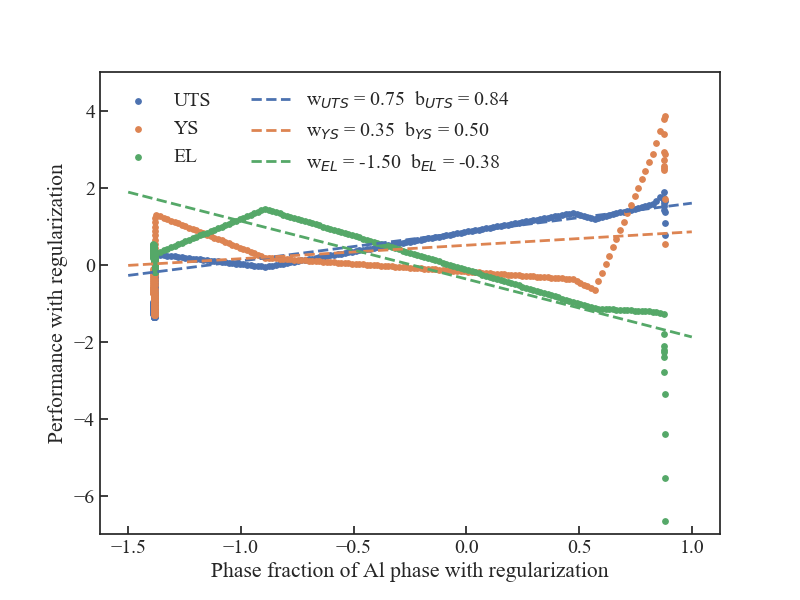 UTS
YS
EL
w_UTS = 0.75 b_UTS = 0.84
w_YS = 0.35 b_YS = 0.50
w_EL = -1.50 b_EL = -0.38
Performance with regularization
4
2
0
−2
−4
−6
−1.5 −1.0 −0.5 0.0 0.5 1.0
Phase fraction of Al phase with regularization